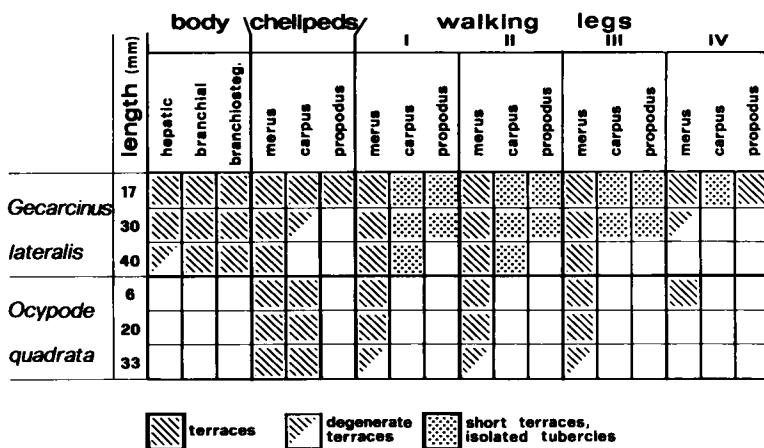 body chelipeds walking legs
I II III IV
length (mm)
hepatic branchial branchiosteg. merus carpus propodus merus carpus propodus merus carpus propodus merus carpus propodus merus carpus propodus
17
Gecarcinus
30
lateralis 40
6
Ocypode
20
quadrata 33
terraces degenerate terraces short terraces, isolated tubercles